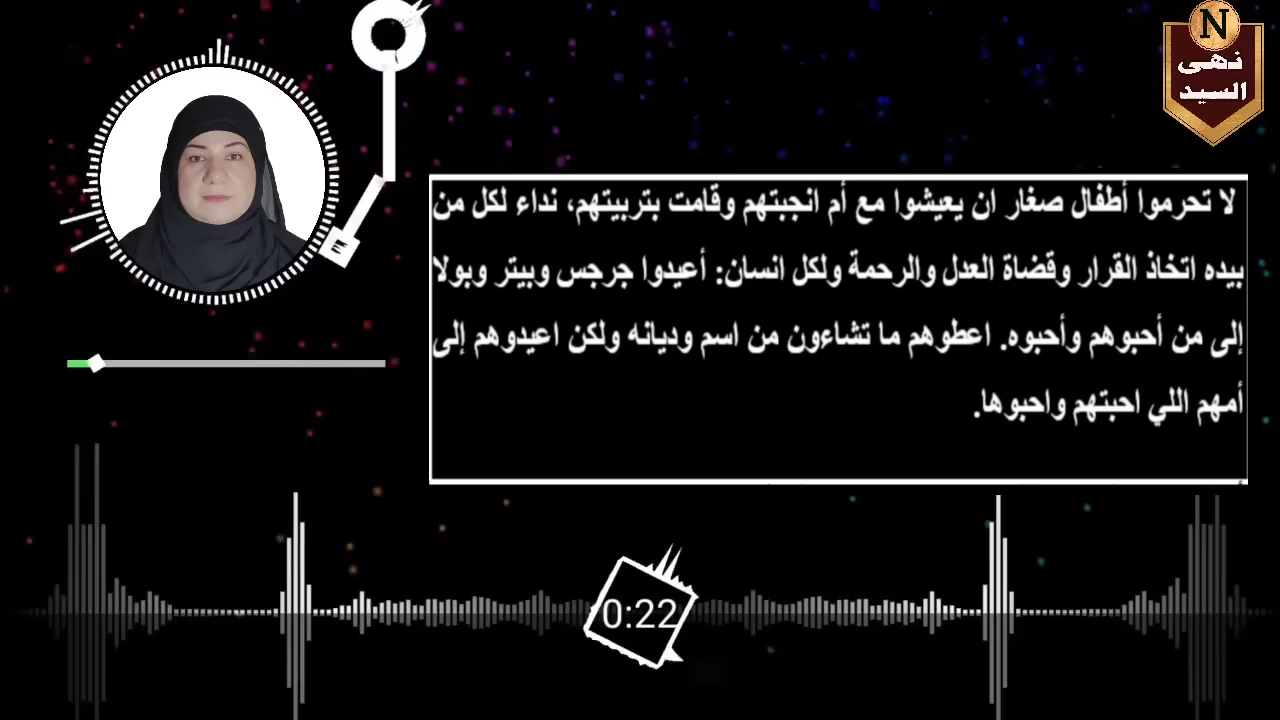 N
نهى
السيد
لا تحرموا أطفال صغار ان يعيشوا مع أم انجبتهم وقامت بتربيتهم، نداء لكل من
بيده اتخاذ القرار وقضاة العدل والرحمة ولكل انسان: أعيدوا جرجس وبيتر وبولا
إلى من أحبوهم وأحبوه. اعطوهم ما تشاءون من اسم وديانه ولكن اعيدوهم إلى
أمهم اللي احبتهم واحبوها.
0:22